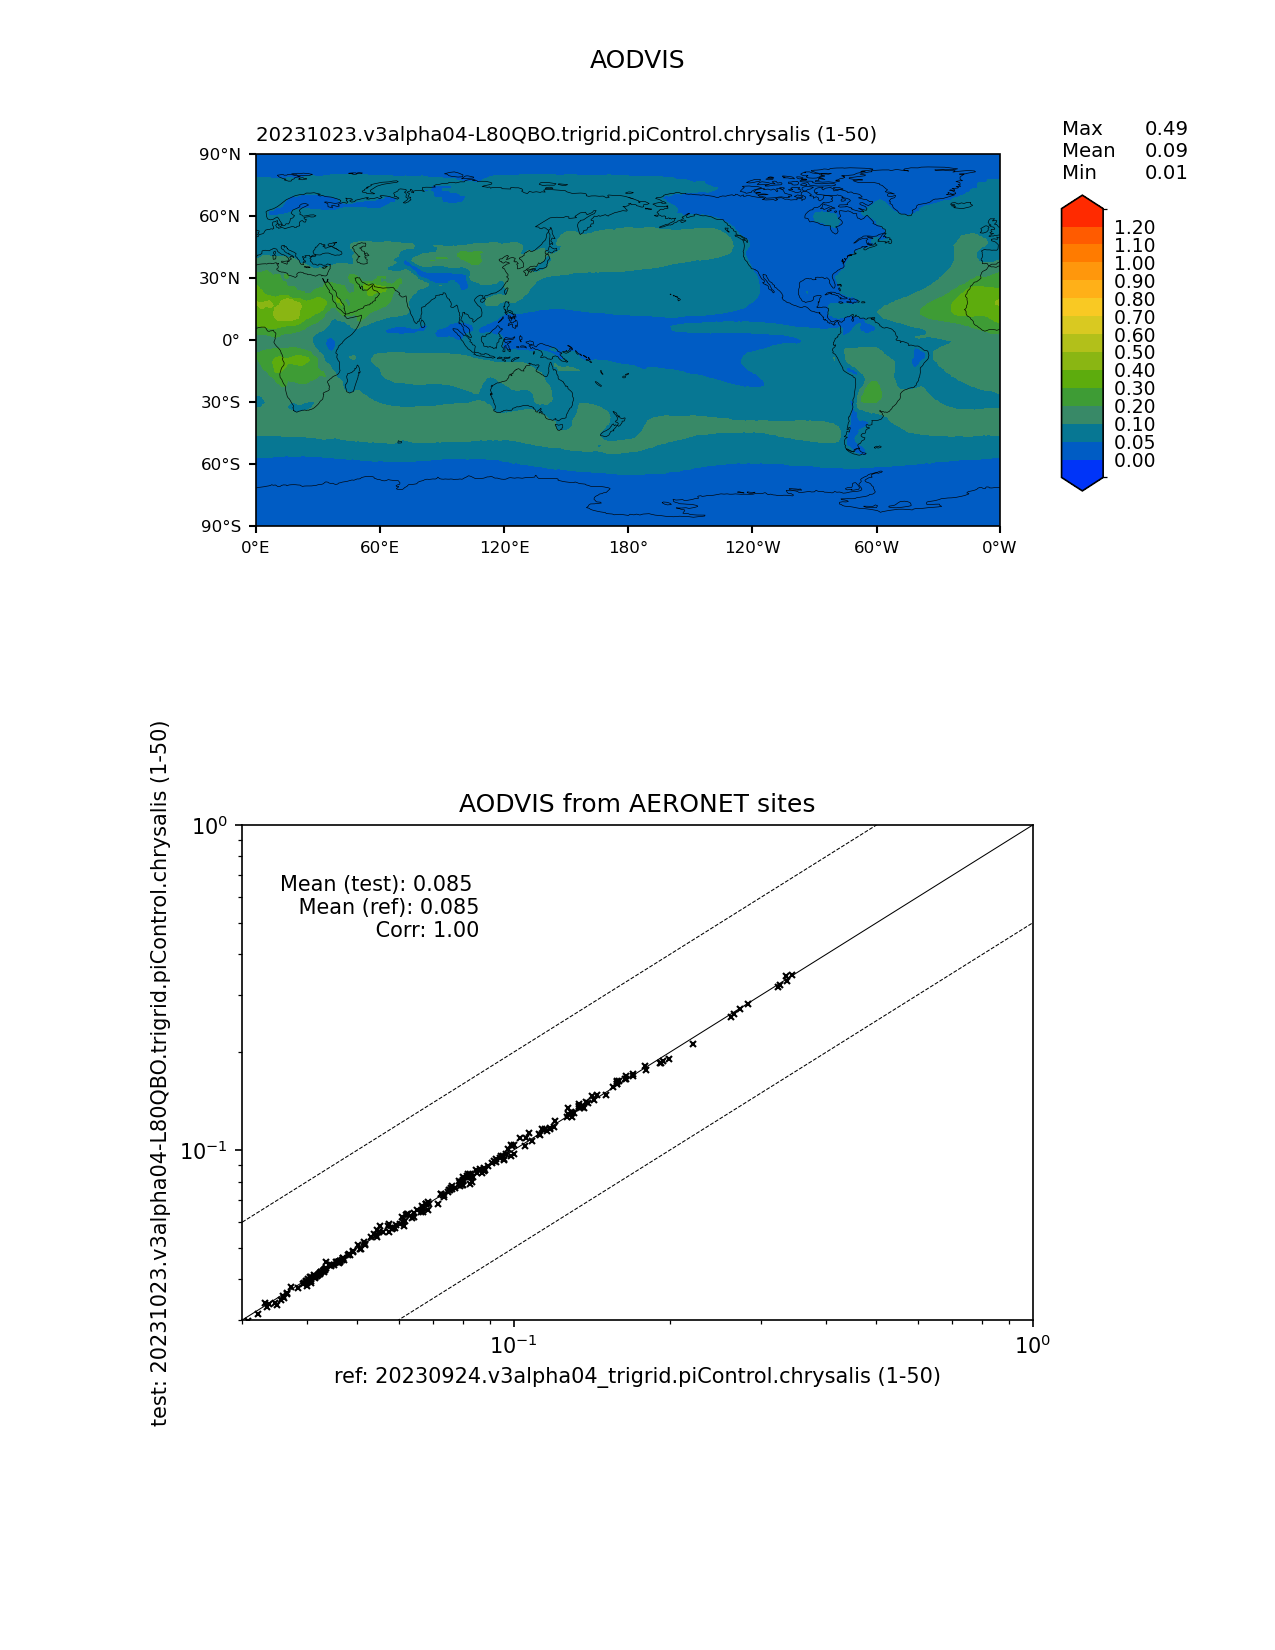 AODVIS
20231023.v3alpha04-L80QBO.trigrid.piControl.chrysalis (1-50)
Max 0.49
Mean 0.09
Min 0.01
90°N
60°N
30°N
0°
30°S
60°S
90°S
0°E 60°E 120°E 180° 120°W 60°W 0°W
1.20
1.10
1.00
0.90
0.80
0.70
0.60
0.50
0.40
0.30
0.20
0.10
0.05
0.00
AODVIS from AERONET sites
test: 20231023.v3alpha04-L80QBO.trigrid.piControl.chrysalis (1-50)
10⁰
10⁻¹
Mean (test): 0.085
Mean (ref): 0.085
Corr: 1.00
10⁻¹ 10⁰
ref: 20230924.v3alpha04_trigrid.piControl.chrysalis (1-50)